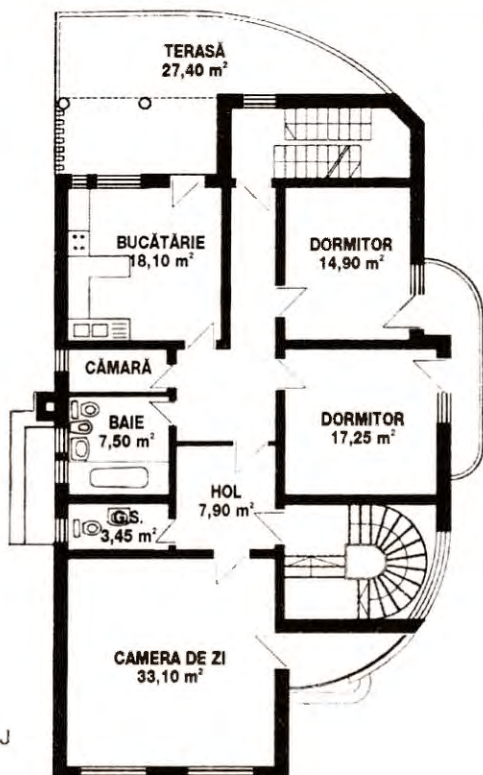 TERASĂ
27,40 m²
BUCĂTĂRIE
18,10 m²
DORMITOR
14,90 m²
CĂMARĂ
BAIE
7,50 m²
DORMITOR
17,25 m²
HOL
7,90 m²
G.S.
3,45 m²
CAMERA DE ZI
33,10 m²
J